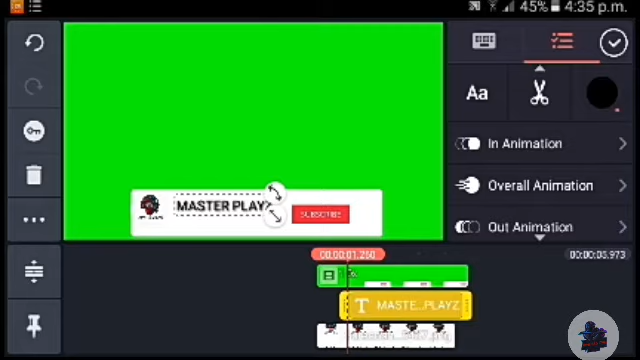 45% 4:35 p.m.
Aa
In Animation
Overall Animation
Out Animation
MASTER PLAYZ
SUBSCRIBE
00:00:01.250
00:00:05.973
T MASTE...PLAYZ